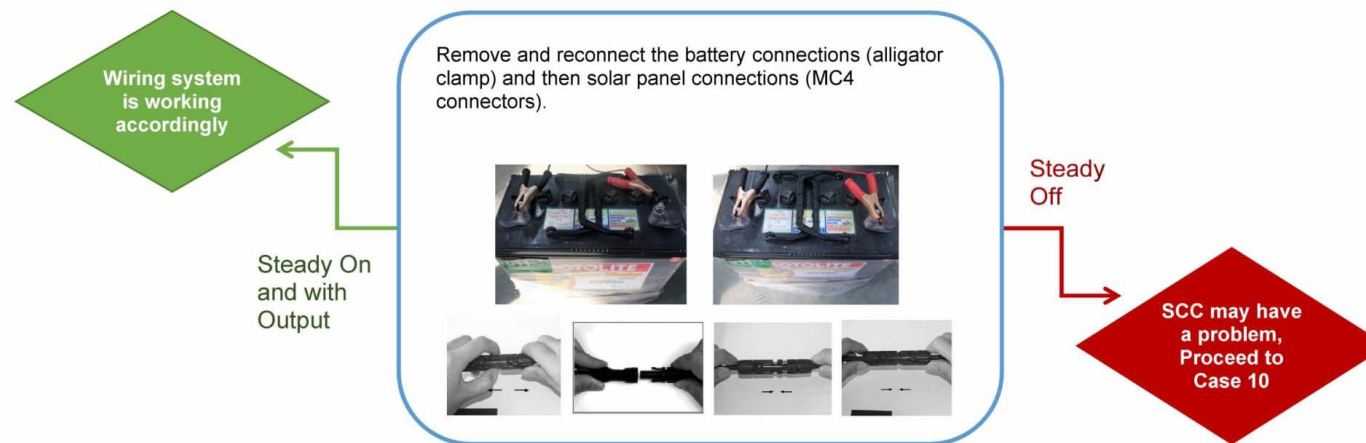 Remove and reconnect the battery connections (alligator
clamp) and then solar panel connections (MC4
connectors).
Wiring system
is working
accordingly
Steady On
and with
Output
Steady
Off
SCC may have
a problem,
Proceed to
Case 10